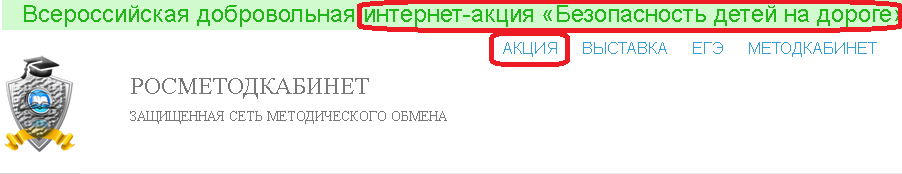 Всероссийская добровольная интернет-акция «Безопасность детей на дороге»
АКЦИЯ ВЫСТАВКА ЕГЭ МЕТОДКАБИНЕТ
РОСМЕТОДКАБИНЕТ
ЗАЩИЩЕННАЯ СЕТЬ МЕТОДИЧЕСКОГО ОБМЕНА